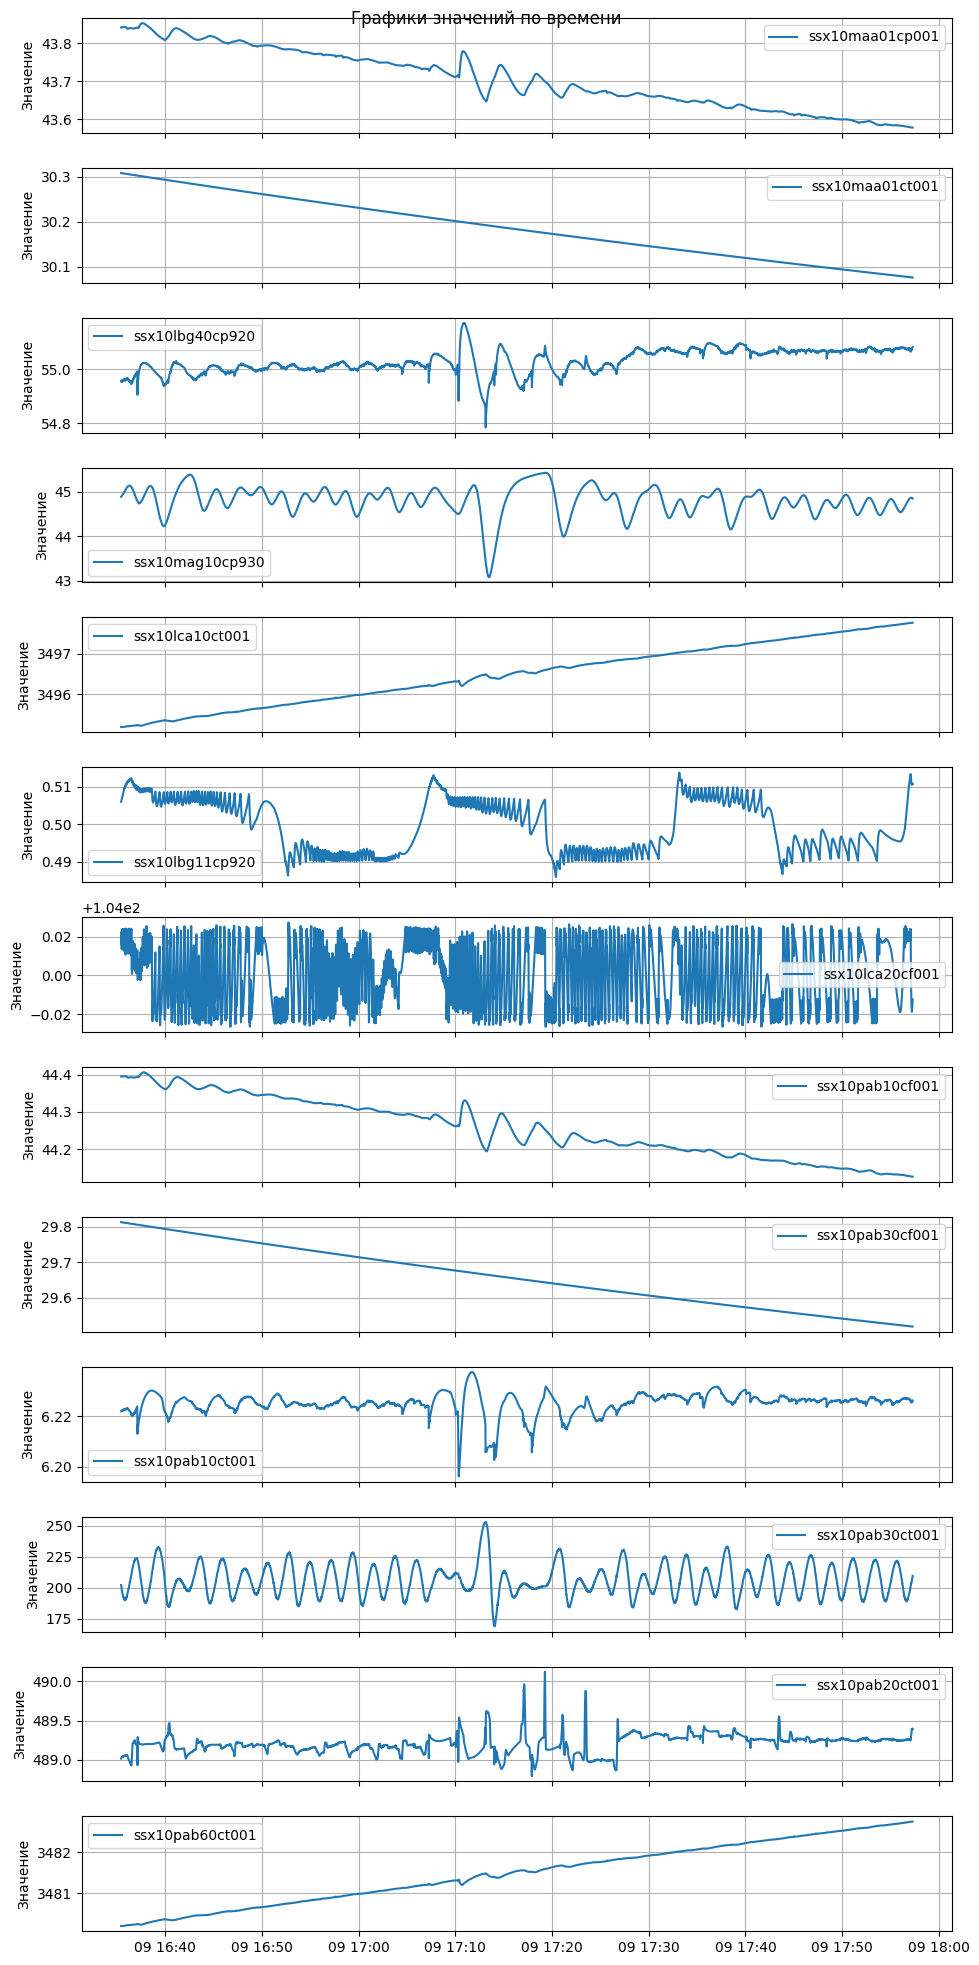 Графики значений по времени
Значение
43.8
43.7
43.6
ssx10maa01cp001
Значение
30.3
30.2
30.1
ssx10maa01ct001
Значение
55.0
54.8
ssx10lbg40cp920
Значение
45
44
43
ssx10mag10cp930
Значение
3497
3496
ssx10lca10ct001
Значение
0.51
0.50
0.49
ssx10lbg11cp920
+1.04e2
Значение
0.02
0.00
−0.02
ssx10lca20cf001
Значение
44.4
44.3
44.2
ssx10pab10cf001
Значение
29.8
29.7
29.6
ssx10pab30cf001
Значение
6.22
6.20
ssx10pab10ct001
Значение
250
225
200
175
ssx10pab30ct001
Значение
490.0
489.5
489.0
ssx10pab20ct001
Значение
3482
3481
ssx10pab60ct001
09 16:40 09 16:50 09 17:00 09 17:10 09 17:20 09 17:30 09 17:40 09 17:50 09 18:00